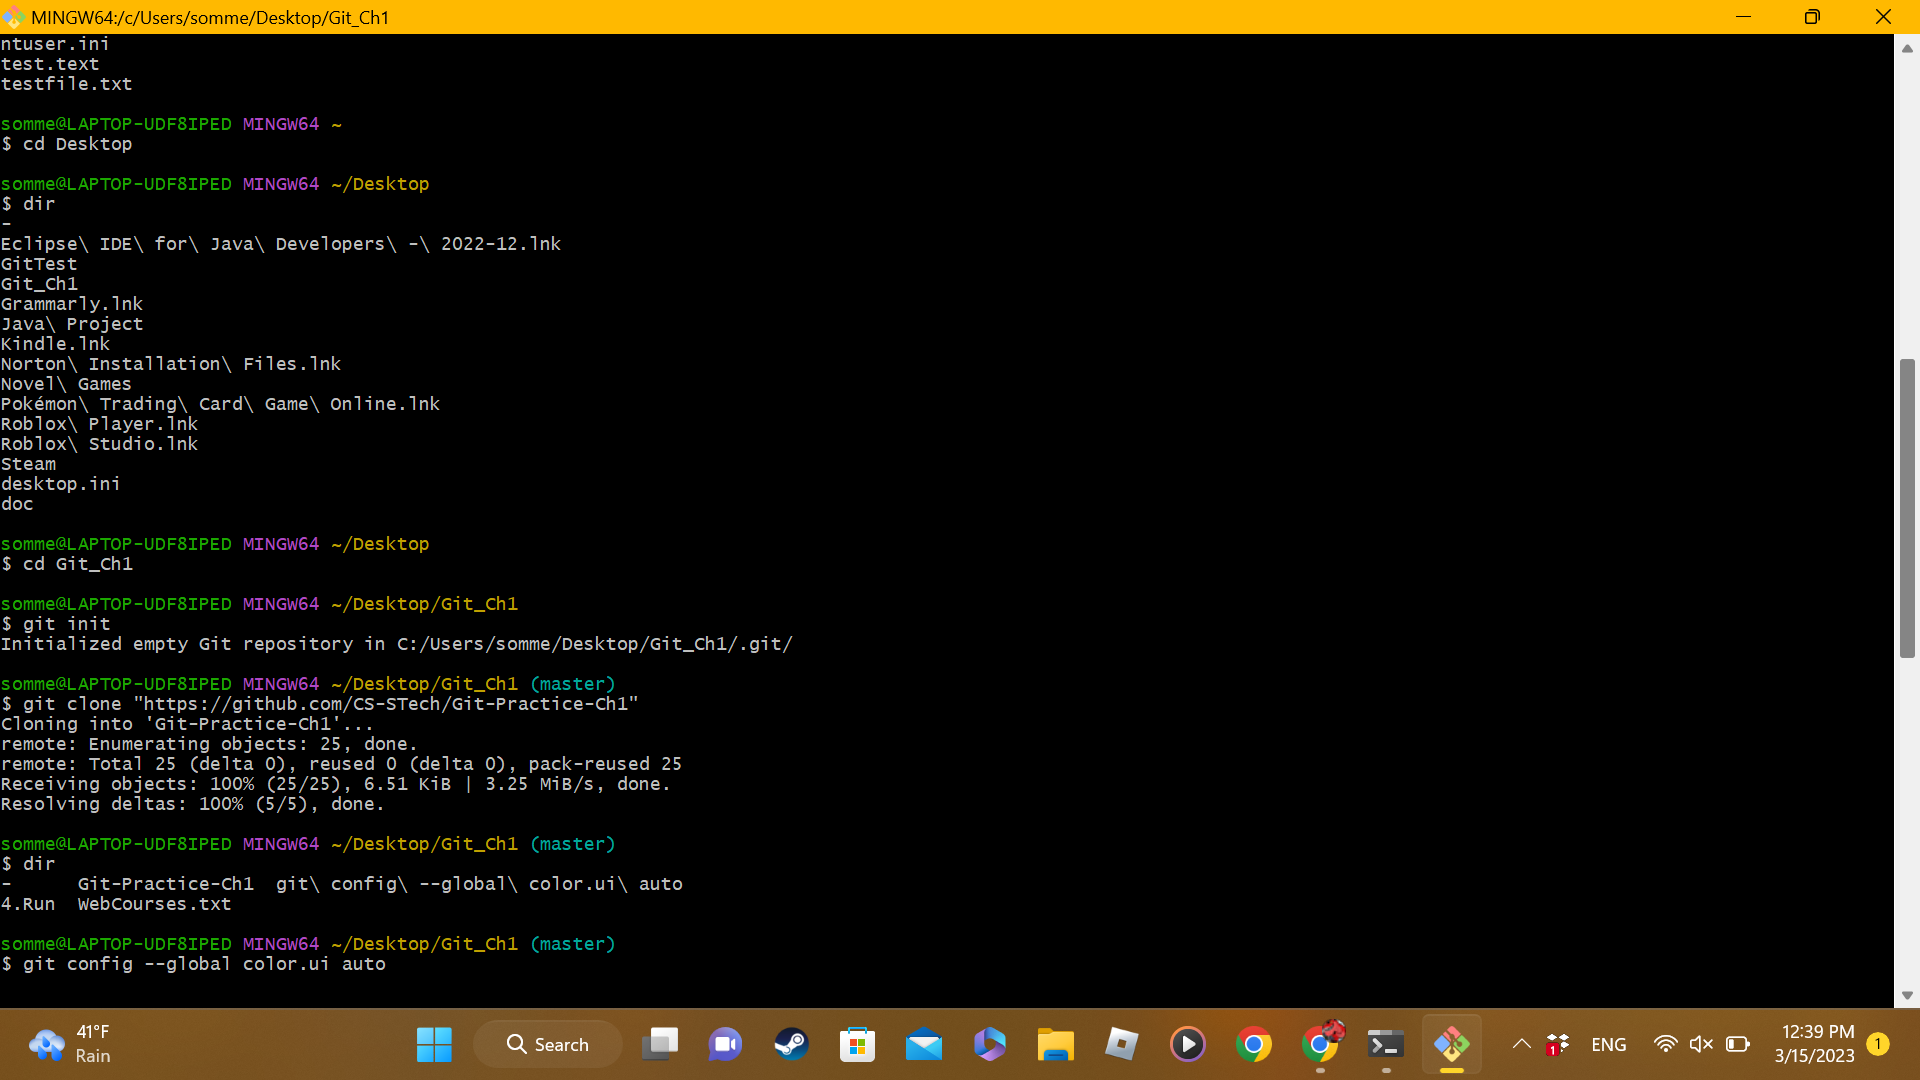 MINGW64:/c/Users/somme/Desktop/Git_Ch1
ntuser.ini
test.text
testfile.txt
somme@LAPTOP-UDF8IPED MINGW64 ~
$ cd Desktop
somme@LAPTOP-UDF8IPED MINGW64 ~/Desktop
$ dir
-
Eclipse\ IDE\ for\ Java\ Developers\ -\ 2022-12.lnk
GitTest
Git_Ch1
Grammarly.lnk
Java\ Project
Kindle.lnk
Norton\ Installation\ Files.lnk
Novel\ Games
Pokémon\ Trading\ Card\ Game\ Online.lnk
Roblox\ Player.lnk
Roblox\ Studio.lnk
Steam
desktop.ini
doc
somme@LAPTOP-UDF8IPED MINGW64 ~/Desktop
$ cd Git_Ch1
somme@LAPTOP-UDF8IPED MINGW64 ~/Desktop/Git_Ch1
$ git init
Initialized empty Git repository in C:/Users/somme/Desktop/Git_Ch1/.git/
somme@LAPTOP-UDF8IPED MINGW64 ~/Desktop/Git_Ch1 (master)
$ git clone "https://github.com/CS-STech/Git-Practice-Ch1"
Cloning into 'Git-Practice-Ch1'...
remote: Enumerating objects: 25, done.
remote: Total 25 (delta 0), reused 0 (delta 0), pack-reused 25
Receiving objects: 100% (25/25), 6.51 KiB | 3.25 MiB/s, done.
Resolving deltas: 100% (5/5), done.
somme@LAPTOP-UDF8IPED MINGW64 ~/Desktop/Git_Ch1 (master)
$ dir
-      Git-Practice-Ch1  git\ config\ --global\ color.ui\ auto
4.Run  WebCourses.txt
somme@LAPTOP-UDF8IPED MINGW64 ~/Desktop/Git_Ch1 (master)
$ git config --global color.ui auto
41°F
Rain
Search
1
ENG
12:39 PM
3/15/2023
1